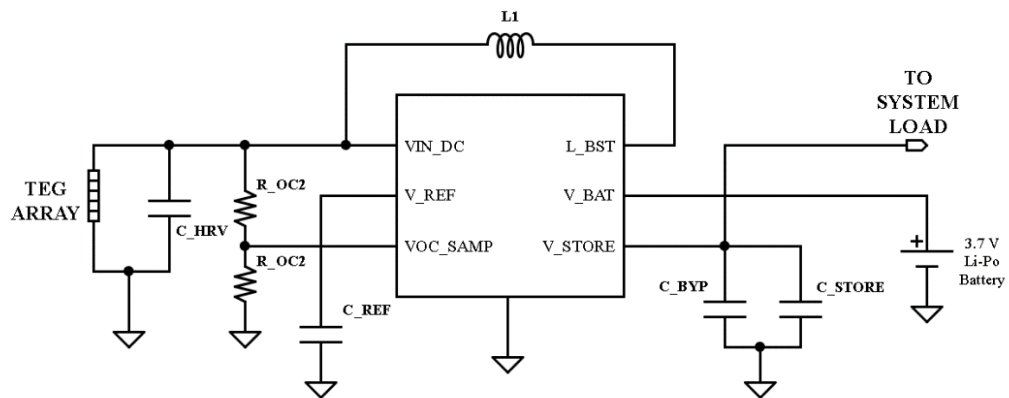 L1
TO
SYSTEM
LOAD
VIN_DC
L_BST
TEG
ARRAY
R_OC2
V_REF
V_BAT
C_HRV
VOC_SAMP
V_STORE
+
3.7 V
Li-Po
Battery
R_OC2
C_BYP
C_STORE
C_REF